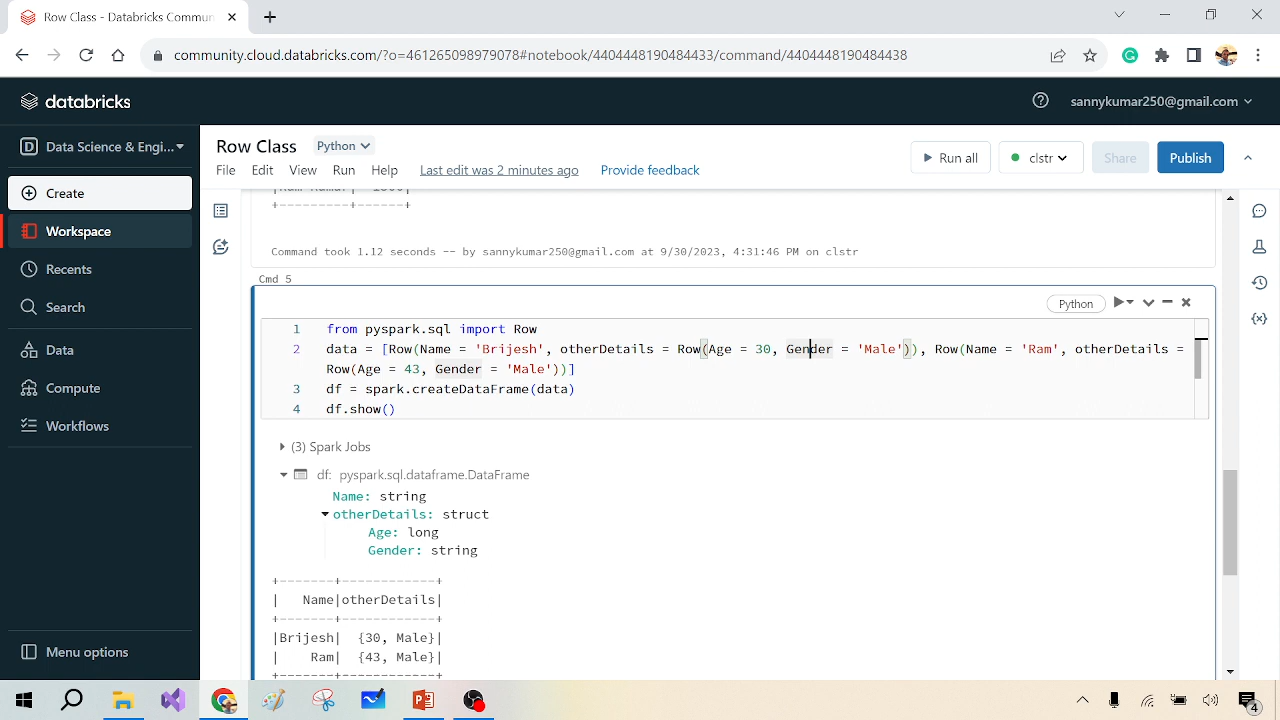 Row Class - Databricks Communi
community.cloud.databricks.com/?o=461265098979078#notebook/4404448190484433/command/4404448190484438
databricks
sannykumar250@gmail.com
D Data Science & Engi...
Row Class
Python
Run all
clstr
Share
Publish
File Edit View Run Help Last edit was 2 minutes ago Provide feedback
Create
Workspace
Recents
Search
Data
Compute
Workflows
Menu options
+---------+------+
Command took 1.12 seconds -- by sannykumar250@gmail.com at 9/30/2023, 4:31:46 PM on clstr
Cmd 5
Python
1 from pyspark.sql import Row
2 data = [Row(Name = 'Brijesh', otherDetails = Row(Age = 30, Gender = 'Male')), Row(Name = 'Ram', otherDetails =
Row(Age = 43, Gender = 'Male'))]
3 df = spark.createDataFrame(data)
4 df.show()
(3) Spark Jobs
df: pyspark.sql.dataframe.DataFrame
Name: string
otherDetails: struct
Age: long
Gender: string
+-------+------------+
|   Name|otherDetails|
+-------+------------+
|Brijesh|  {30, Male}|
|    Ram|  {43, Male}|
+-------+------------+
4